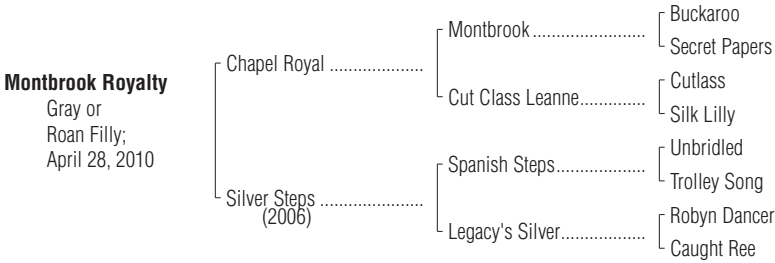 Montbrook Royalty
Gray or
Roan Filly;
April 28, 2010
Chapel Royal ....................
Silver Steps ......................
(2006)
Montbrook........................
Cut Class Leanne..............
Spanish Steps...................
Legacy's Silver..................
Buckaroo
Secret Papers
Cutlass
Silk Lilly
Unbridled
Trolley Song
Robyn Dancer
Caught Ree